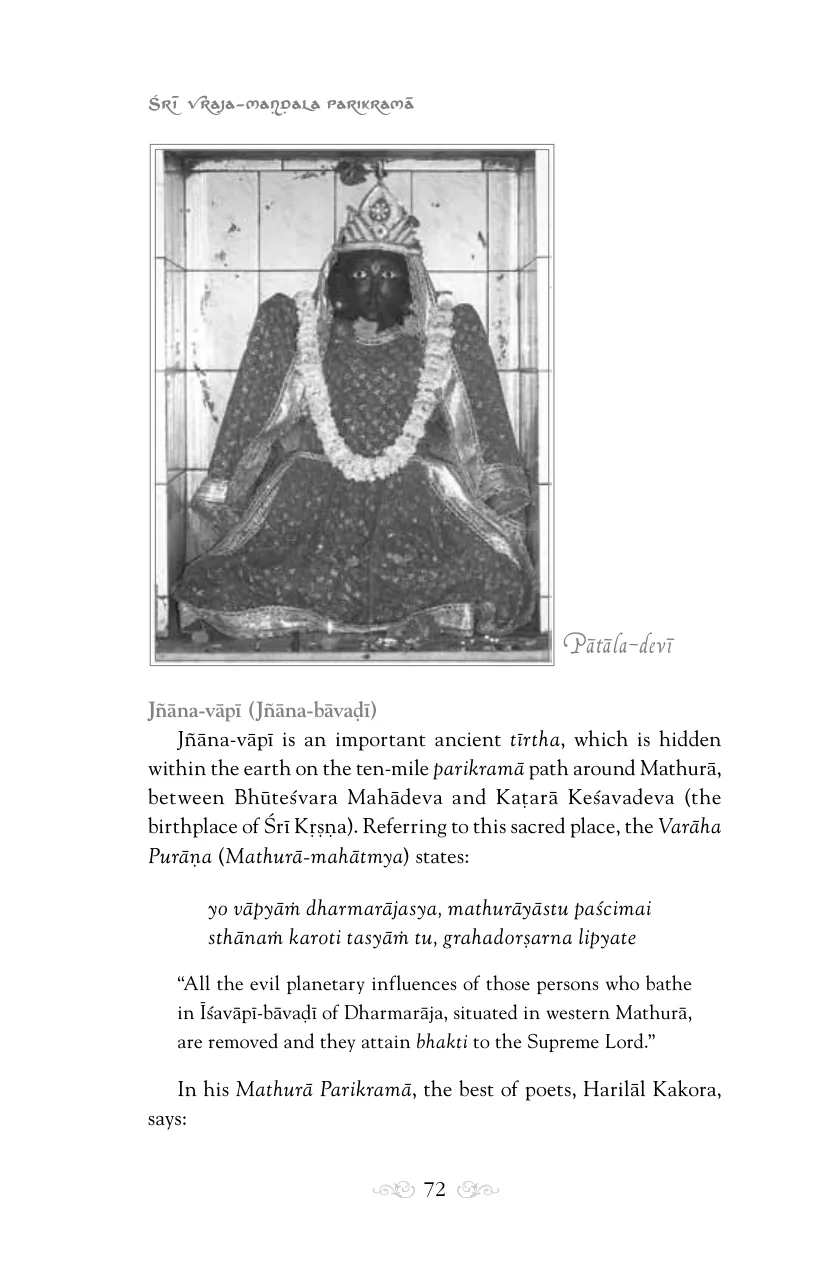 Śrī Vraja-maṇḍala Parikramā
Pātāla-devī
Jñāna-vāpī (Jñāna-bāvaḍī)
Jñāna-vāpī is an important ancient tīrtha, which is hidden
within the earth on the ten-mile parikramā path around Mathurā,
between Bhūteśvara Mahādeva and Kaṭarā Keśavadeva (the
birthplace of Śrī Kṛṣṇa). Referring to this sacred place, the Varāha
Purāṇa (Mathurā-mahātmya) states:
yo vāpyāṁ dharmarājasya, mathurāyāstu paścimai
sthānaṁ karoti tasyāṁ tu, grahadorṣarna lipyate
“All the evil planetary influences of those persons who bathe
in Īśavāpī-bāvaḍī of Dharmarāja, situated in western Mathurā,
are removed and they attain bhakti to the Supreme Lord.”
In his Mathurā Parikramā, the best of poets, Harilāl Kakora,
says:
72